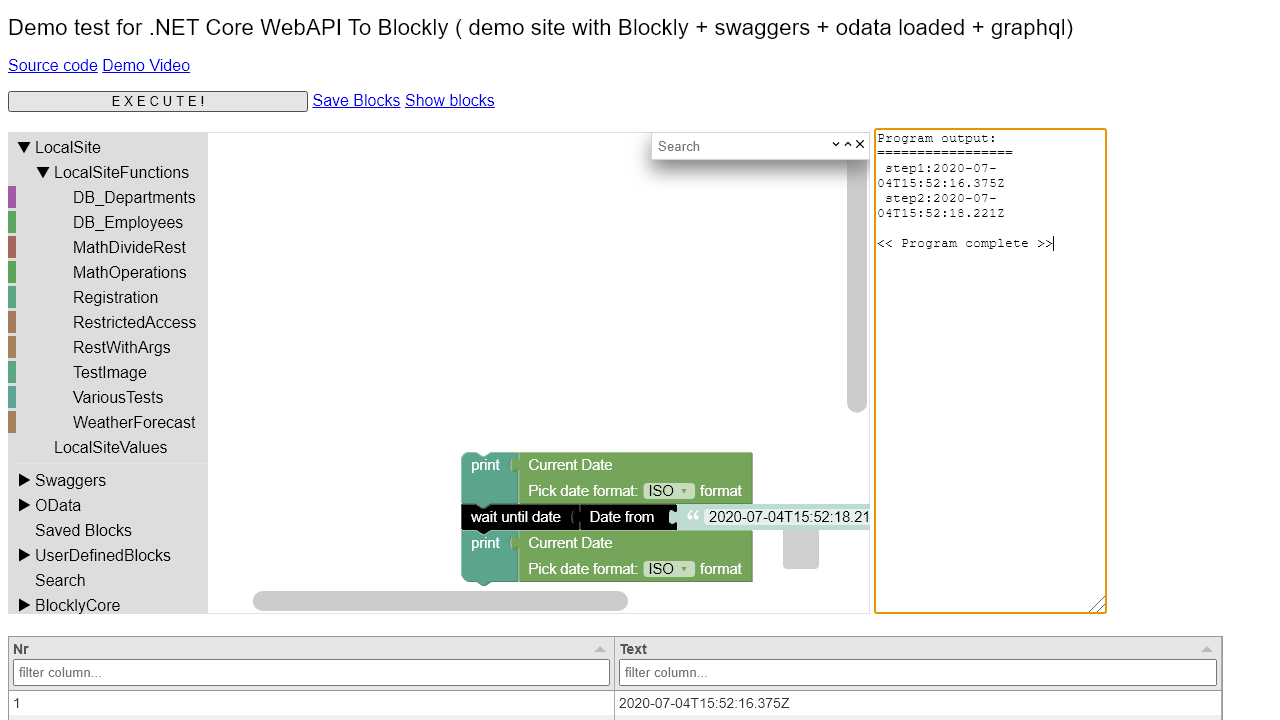 Demo test for .NET Core WebAPI To Blockly ( demo site with Blockly + swaggers + odata loaded + graphql)
Source code Demo Video
E X E C U T E ! Save Blocks Show blocks
LocalSite
LocalSiteFunctions
DB_Departments
DB_Employees
MathDivideRest
MathOperations
Registration
RestrictedAccess
RestWithArgs
TestImage
VariousTests
WeatherForecast
LocalSiteValues
Swaggers
OData
Saved Blocks
UserDefinedBlocks
Search
BlocklyCore
Search
print Current Date
Pick date format: ISO format
wait until date Date from “ 2020-07-04T15:52:18.21
print Current Date
Pick date format: ISO format
Program output:
=================
step1:2020-07-
04T15:52:16.375Z
step2:2020-07-
04T15:52:18.221Z
<< Program complete >>
Nr Text
filter column... filter column...
1 2020-07-04T15:52:16.375Z